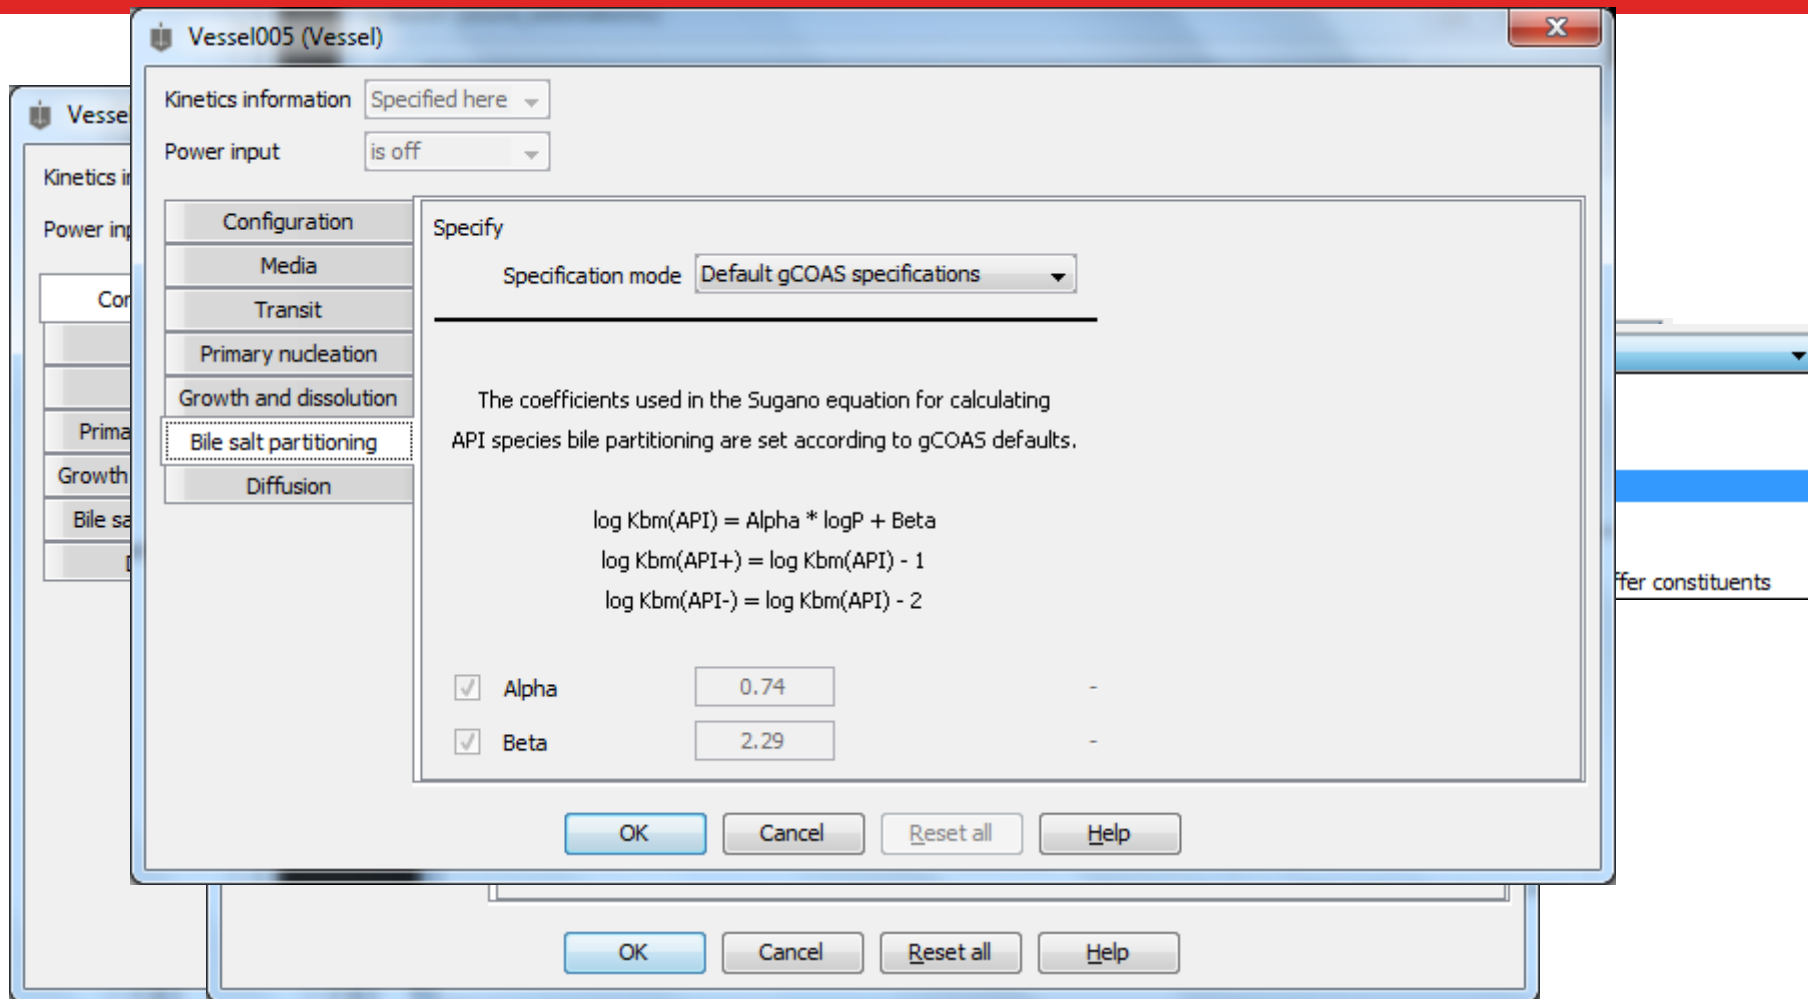 Vessel005 (Vessel)
Kinetics information Specified here
Power input is off
Configuration
Media
Transit
Primary nucleation
Growth and dissolution
Bile salt partitioning
Diffusion
Specify
Specification mode Default gCOAS specifications
The coefficients used in the Sugano equation for calculating
API species bile partitioning are set according to gCOAS defaults.
log Kbm(API) = Alpha * logP + Beta
log Kbm(API+) = log Kbm(API) - 1
log Kbm(API-) = log Kbm(API) - 2
Alpha 0.74 -
Beta 2.29 -
OK Cancel Reset all Help
Vesse
Kinetics i
Power in
Cor
Prima
Growth
Bile sa
ffer constituents
OK Cancel Reset all Help